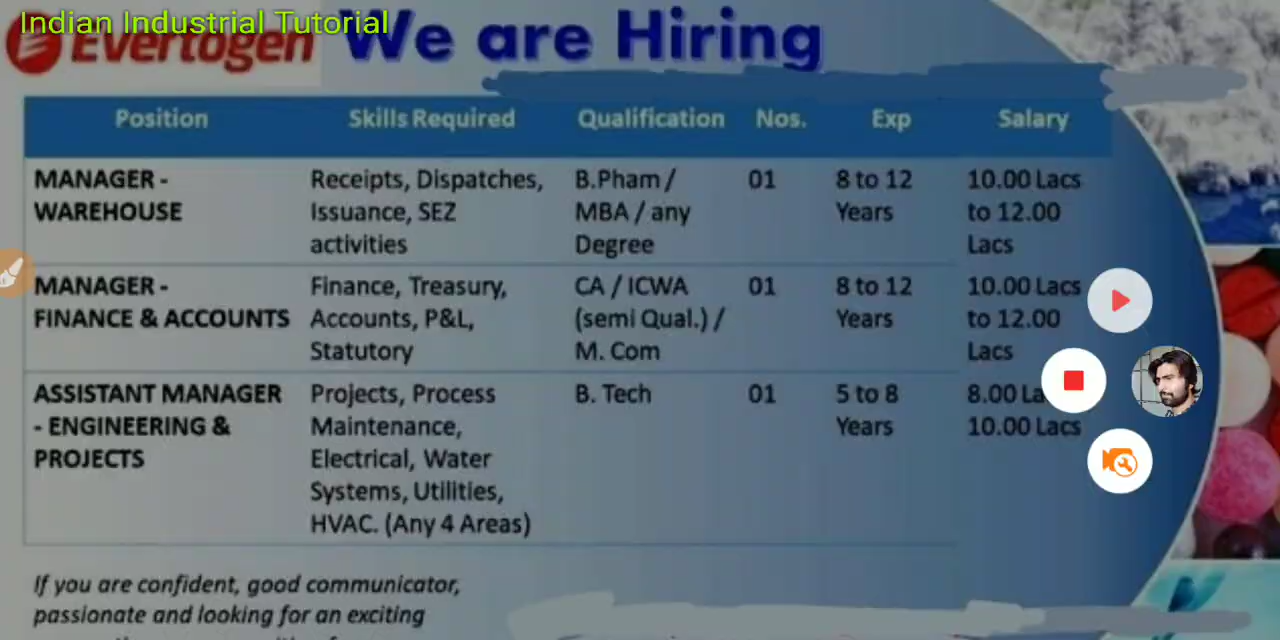 Indian Industrial Tutorial
Evertogen We are Hiring
Position Skills Required Qualification Nos. Exp Salary
MANAGER - Receipts, Dispatches, B.Pham / 01 8 to 12 10.00 Lacs
WAREHOUSE Issuance, SEZ MBA / any Years to 12.00
activities Degree Lacs
MANAGER - Finance, Treasury, CA / ICWA 01 8 to 12 10.00 Lacs
FINANCE & ACCOUNTS Accounts, P&L, (semi Qual.) / Years to 12.00
Statutory M. Com Lacs
ASSISTANT MANAGER Projects, Process B. Tech 01 5 to 8 8.00
- ENGINEERING & Maintenance, Years 10.00 Lacs
PROJECTS Electrical, Water
Systems, Utilities,
HVAC. (Any 4 Areas)
If you are confident, good communicator,
passionate and looking for an exciting